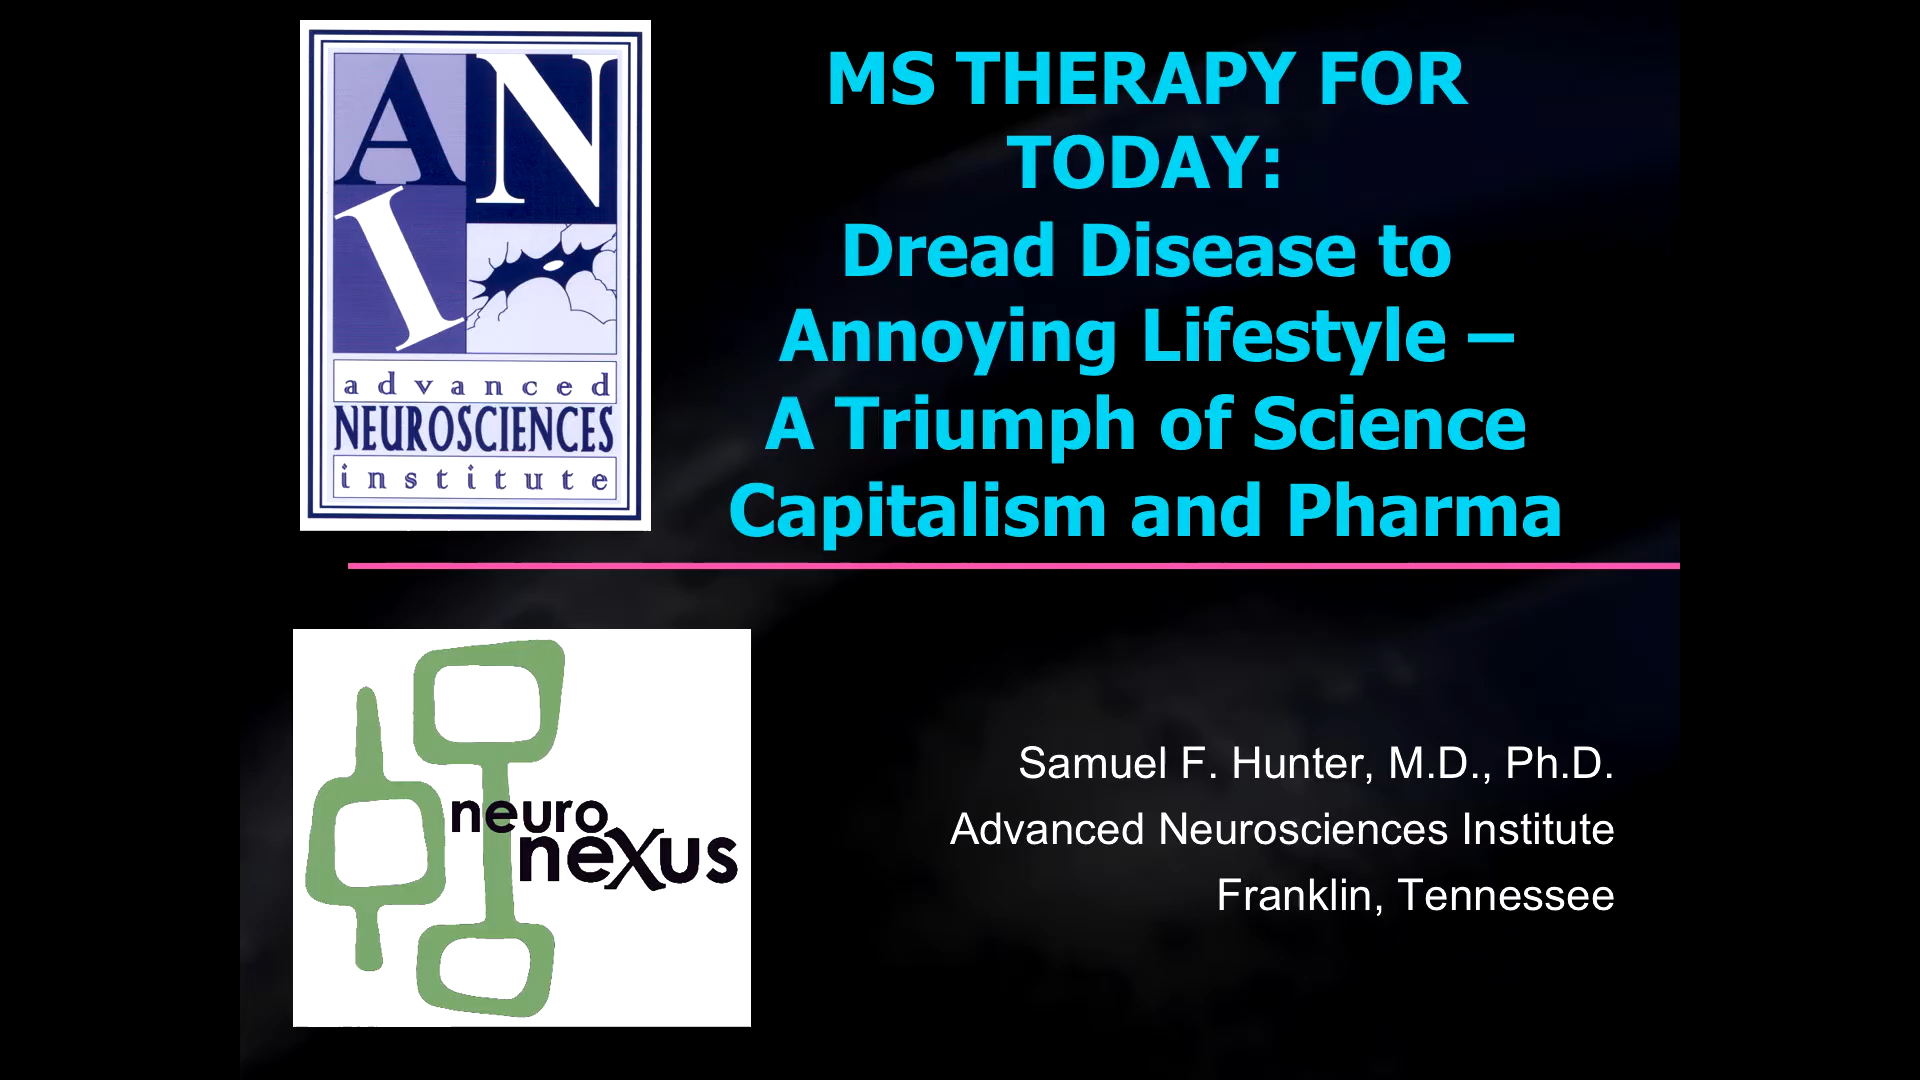 AN
I
advanced
NEUROSCIENCES
institute
MS THERAPY FOR
TODAY:
Dread Disease to
Annoying Lifestyle –
A Triumph of Science
Capitalism and Pharma
neuro
nexus
Samuel F. Hunter, M.D., Ph.D.
Advanced Neurosciences Institute
Franklin, Tennessee